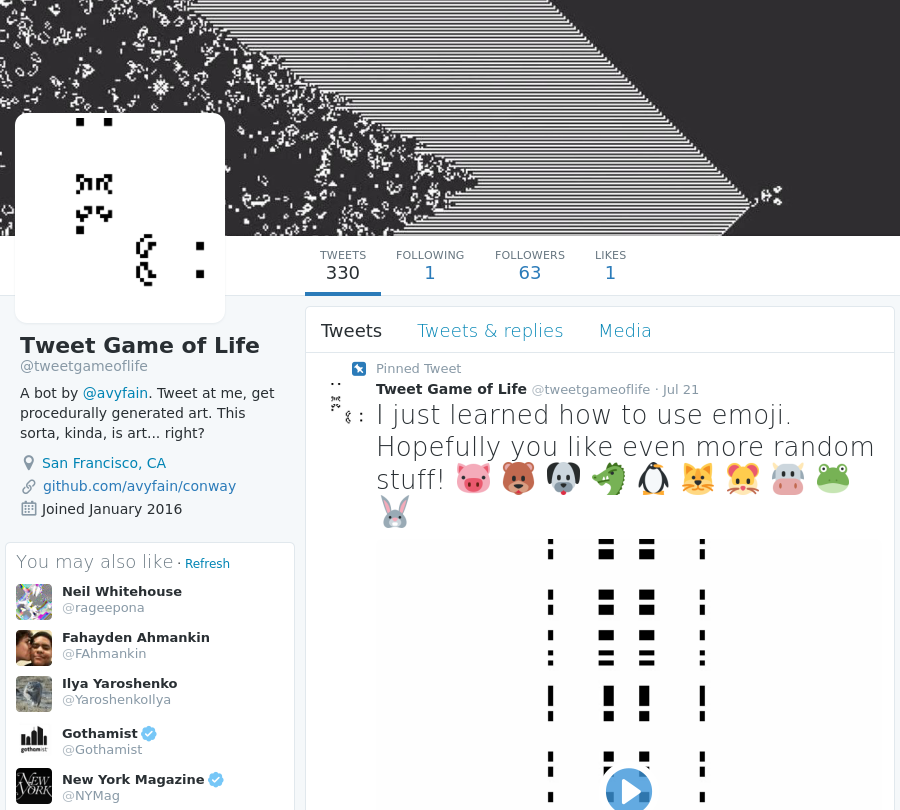 TWEETS
330
FOLLOWING
1
FOLLOWERS
63
LIKES
1
Tweet Game of Life
@tweetgameoflife
A bot by @avyfain. Tweet at me, get
procedurally generated art. This
sorta, kinda, is art... right?
San Francisco, CA
github.com/avyfain/conway
Joined January 2016
You may also like · Refresh
Neil Whitehouse
@rageepona
Fahayden Ahmankin
@FAhmankin
Ilya Yaroshenko
@YaroshenkoIlya
gothamist
Gothamist
@Gothamist
NEW YORK
New York Magazine
@NYMag
Tweets Tweets & replies Media
Pinned Tweet
Tweet Game of Life @tweetgameoflife · Jul 21
I just learned how to use emoji.
Hopefully you like even more random
stuff! 🐷 🐻 🐶 🐲 🐧 🐱 🐹 🐮 🐸
🐰